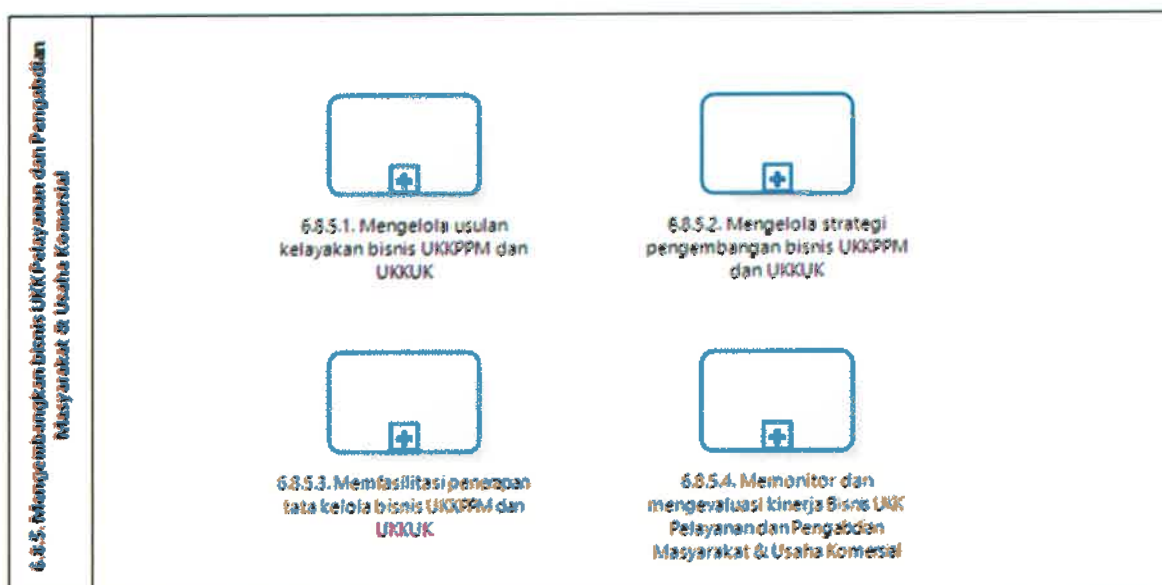 6.8.5. Mengembangkan bisnis UKK Pelayanan dan Pengabdian
Masyarakat & Usaha Komersial
6.8.5.1. Mengelola usulan
kelayakan bisnis UKKPPM dan
UKKUK
6.8.5.2. Mengelola strategi
pengembangan bisnis UKKPPM
dan UKKUK
6.8.5.3. Memfasilitasi penerapan
tata kelola bisnis UKKPPM dan
UKKUK
6.8.5.4. Memonitor dan
mengevaluasi kinerja Bisnis UKK
Pelayanan dan Pengabdian
Masyarakat & Usaha Komersial